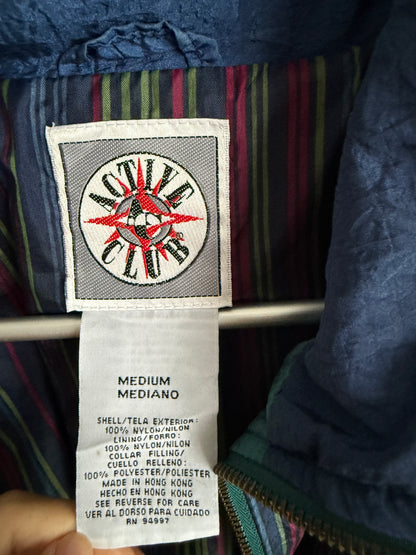 ACTIVE
CLUB
MEDIUM
MEDIANO
SHELL/TELA EXTERIOR:
100% NYLON/NILON
LINING/FORRO:
100% NYLON/NILON
COLLAR FILLING/
CUELLO RELLENO:
100% POLYESTER/POLIESTER
MADE IN HONG KONG
HECHO EN HONG KONG
SEE REVERSE FOR CARE
VER AL DORSO PARA CUIDADO
RN 94997